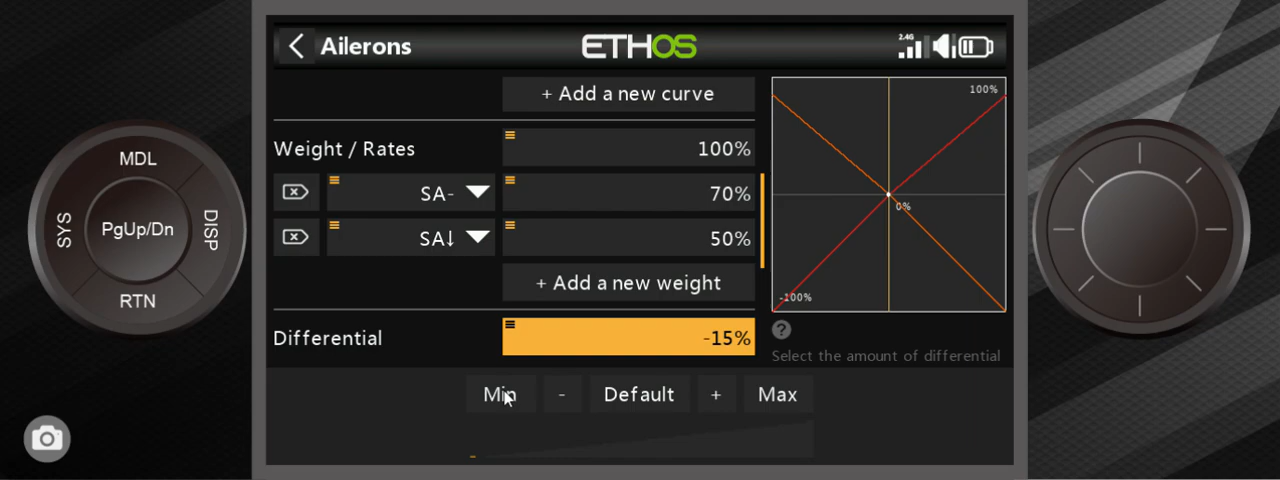 Ailerons
ETHOS
2.4G
+ Add a new curve
100%
Weight / Rates
100%
MDL
SA-
70%
SYS
PgUp/Dn
DISP
0%
SA↓
50%
+ Add a new weight
-100%
RTN
Differential
-15%
?
Select the amount of differential
Min
-
Default
+
Max